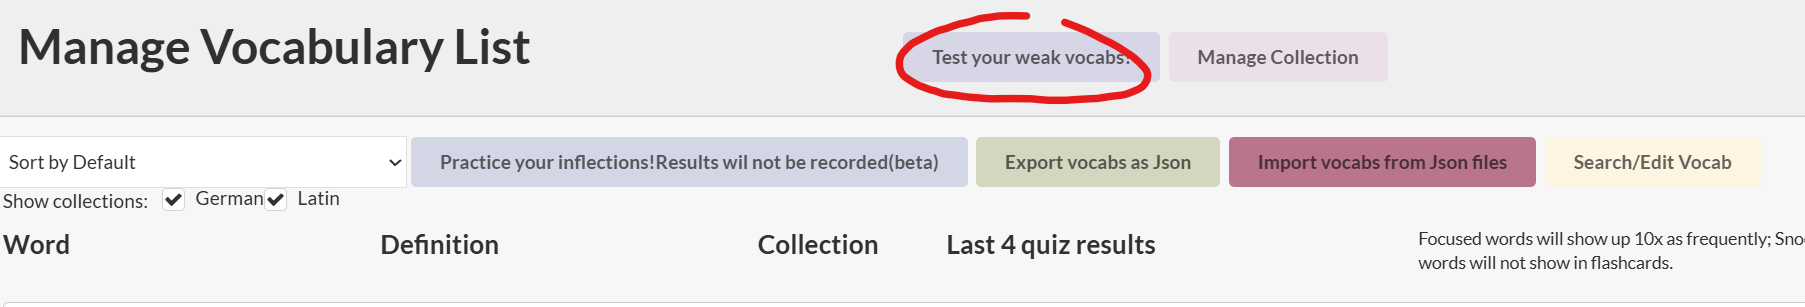 Manage Vocabulary List
Test your weak vocabs!
Manage Collection
Sort by Default
Practice your inflections!Results wil not be recorded(beta)
Export vocabs as Json
Import vocabs from Json files
Search/Edit Vocab
Show collections: German Latin
Word Definition Collection Last 4 quiz results
Focused words will show up 10x as frequently;
words will not show in flashcards.